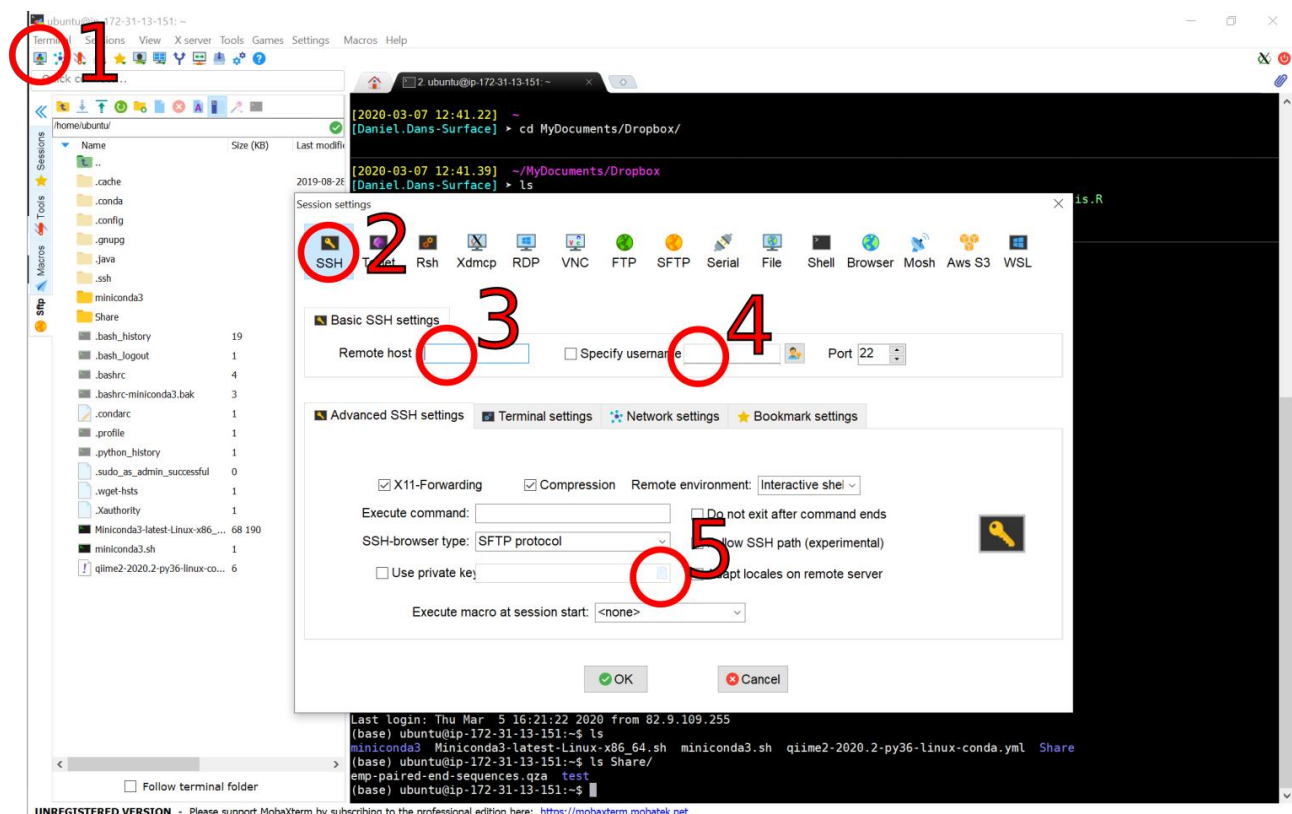 ubuntu@ip-172-31-13-151: ~
Terminal Sessions View X server Tools Games Settings Macros Help
1
Quick connect...
2. ubuntu@ip-172-31-13-151: ~
/home/ubuntu/
Name Size (KB) Last modifie
..
.cache 2019-08-28
.conda
.config
.gnupg
.java
.ssh
miniconda3
Share
.bash_history 19
.bash_logout 1
.bashrc 4
.bashrc-miniconda3.bak 3
.condarc 1
.profile 1
.python_history 1
.sudo_as_admin_successful 0
.wget-hsts 1
.Xauthority 1
Miniconda3-latest-Linux-x86_... 68 190
miniconda3.sh 1
qiime2-2020.2-py36-linux-co... 6
Sessions
Tools
Macros
Sftp
Follow terminal folder
[2020-03-07 12:41.22] ~
[Daniel.Dans-Surface] ➤ cd MyDocuments/Dropbox/
[2020-03-07 12:41.39] ~/MyDocuments/Dropbox
[Daniel.Dans-Surface] ➤ ls
is.R
Session settings
2
SSH Telnet Rsh Xdmcp RDP VNC FTP SFTP Serial File Shell Browser Mosh Aws S3 WSL
Basic SSH settings
3
4
Remote host Specify username Port 22
Advanced SSH settings Terminal settings Network settings Bookmark settings
X11-Forwarding Compression Remote environment: Interactive shel
Execute command: Do not exit after command ends
SSH-browser type: SFTP protocol Follow SSH path (experimental)
5
Use private key Adapt locales on remote server
Execute macro at session start: <none>
OK Cancel
Last login: Thu Mar 5 16:21:22 2020 from 82.9.109.255
(base) ubuntu@ip-172-31-13-151:~$ ls
miniconda3 Miniconda3-latest-Linux-x86_64.sh miniconda3.sh qiime2-2020.2-py36-linux-conda.yml Share
(base) ubuntu@ip-172-31-13-151:~$ ls Share/
emp-paired-end-sequences.qza test
(base) ubuntu@ip-172-31-13-151:~$
UNREGISTERED VERSION - Please support MobaXterm by subscribing to the professional edition here: https://mobaxterm.mobatek.net